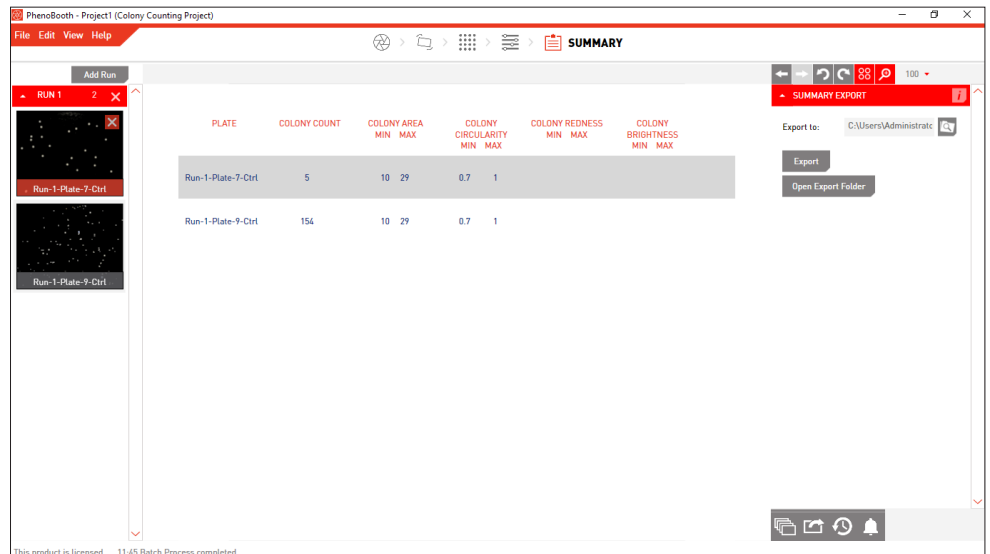 PhenoBooth - Project1 (Colony Counting Project)
File Edit View Help
SUMMARY
Add Run
100
RUN 1 2
SUMMARY EXPORT
Run-1-Plate-7-Ctrl
Run-1-Plate-9-Ctrl
PLATE COLONY COUNT COLONY AREA COLONY COLONY REDNESS COLONY
MIN MAX CIRCULARITY MIN MAX BRIGHTNESS
MIN MAX MIN MAX
Run-1-Plate-7-Ctrl 5 10 29 0.7 1
Run-1-Plate-9-Ctrl 154 10 29 0.7 1
Export to: C:\Users\Administratc
Export
Open Export Folder
This product is licensed 11:45 Batch Process completed